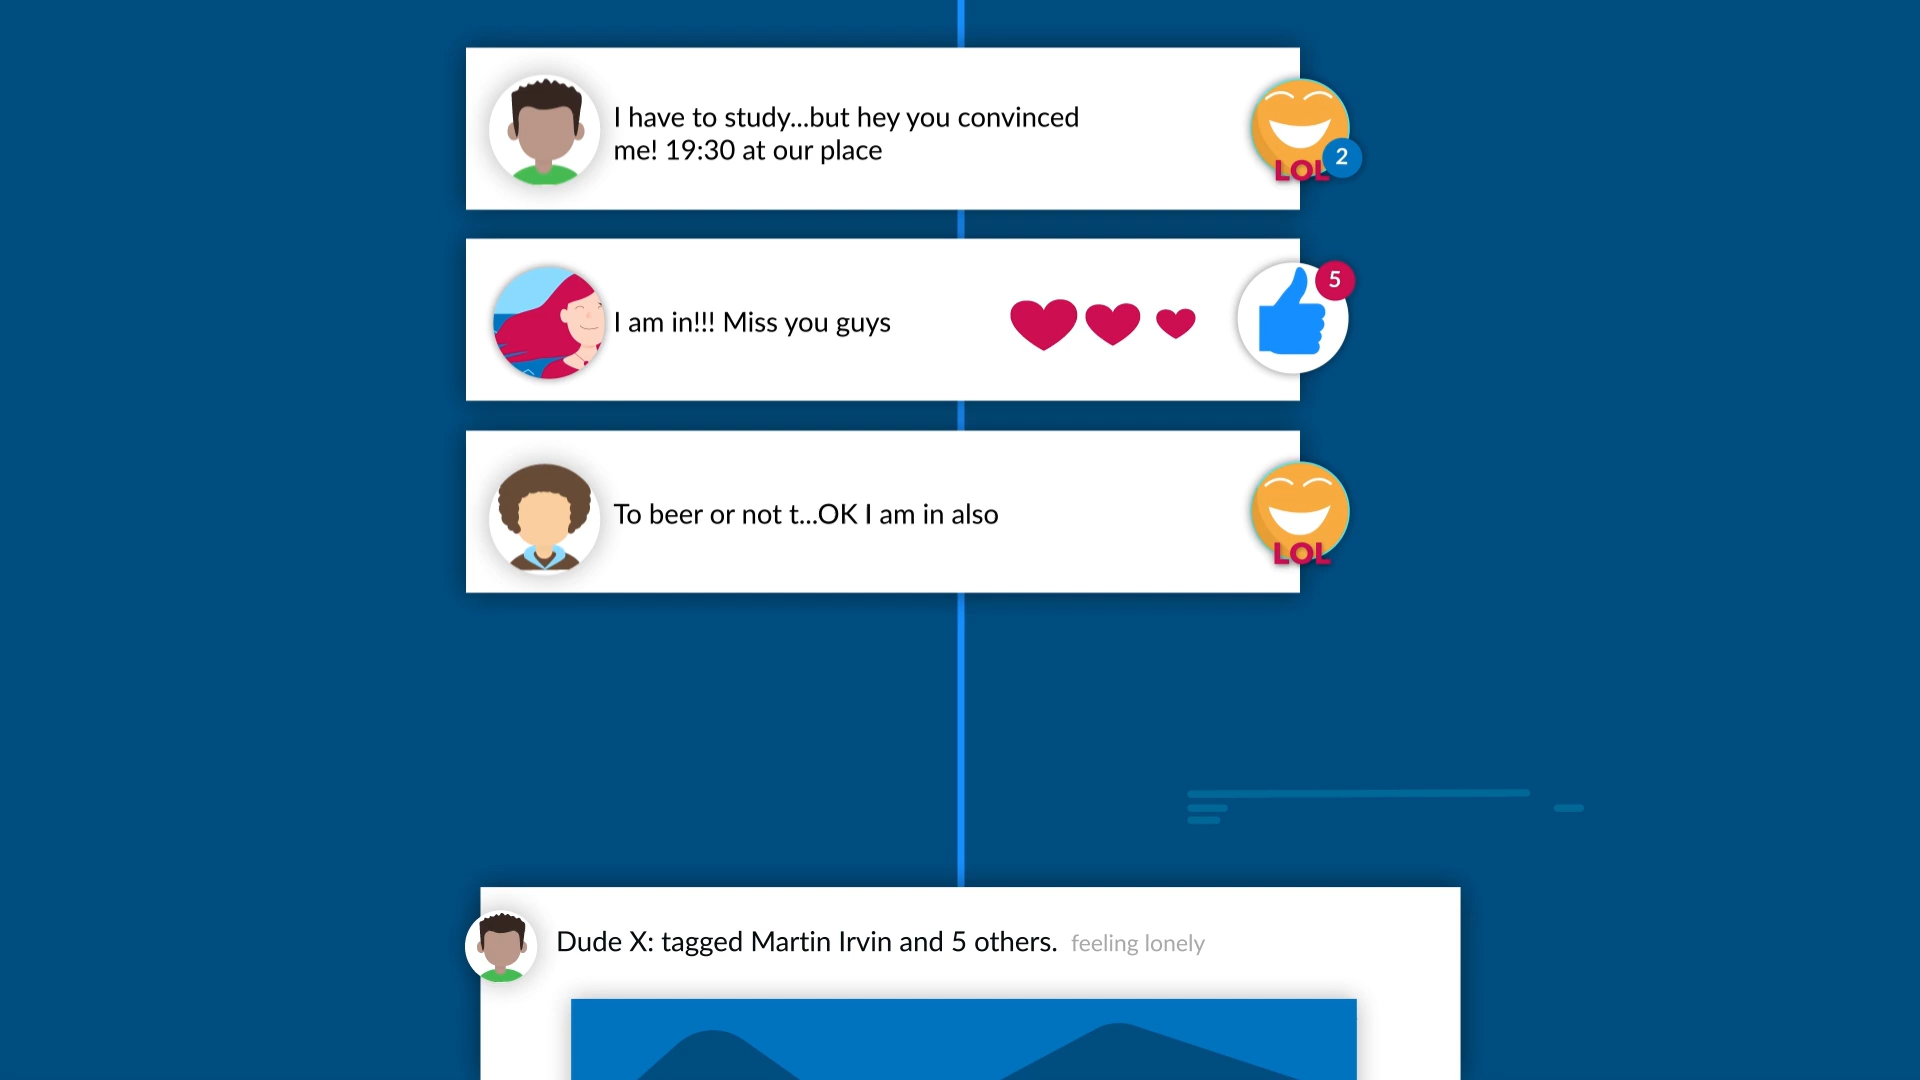 I have to study...but hey you convinced
me! 19:30 at our place
LOL
2
I am in!!! Miss you guys
5
To beer or not t...OK I am in also
LOL
Dude X: tagged Martin Irvin and 5 others. feeling lonely